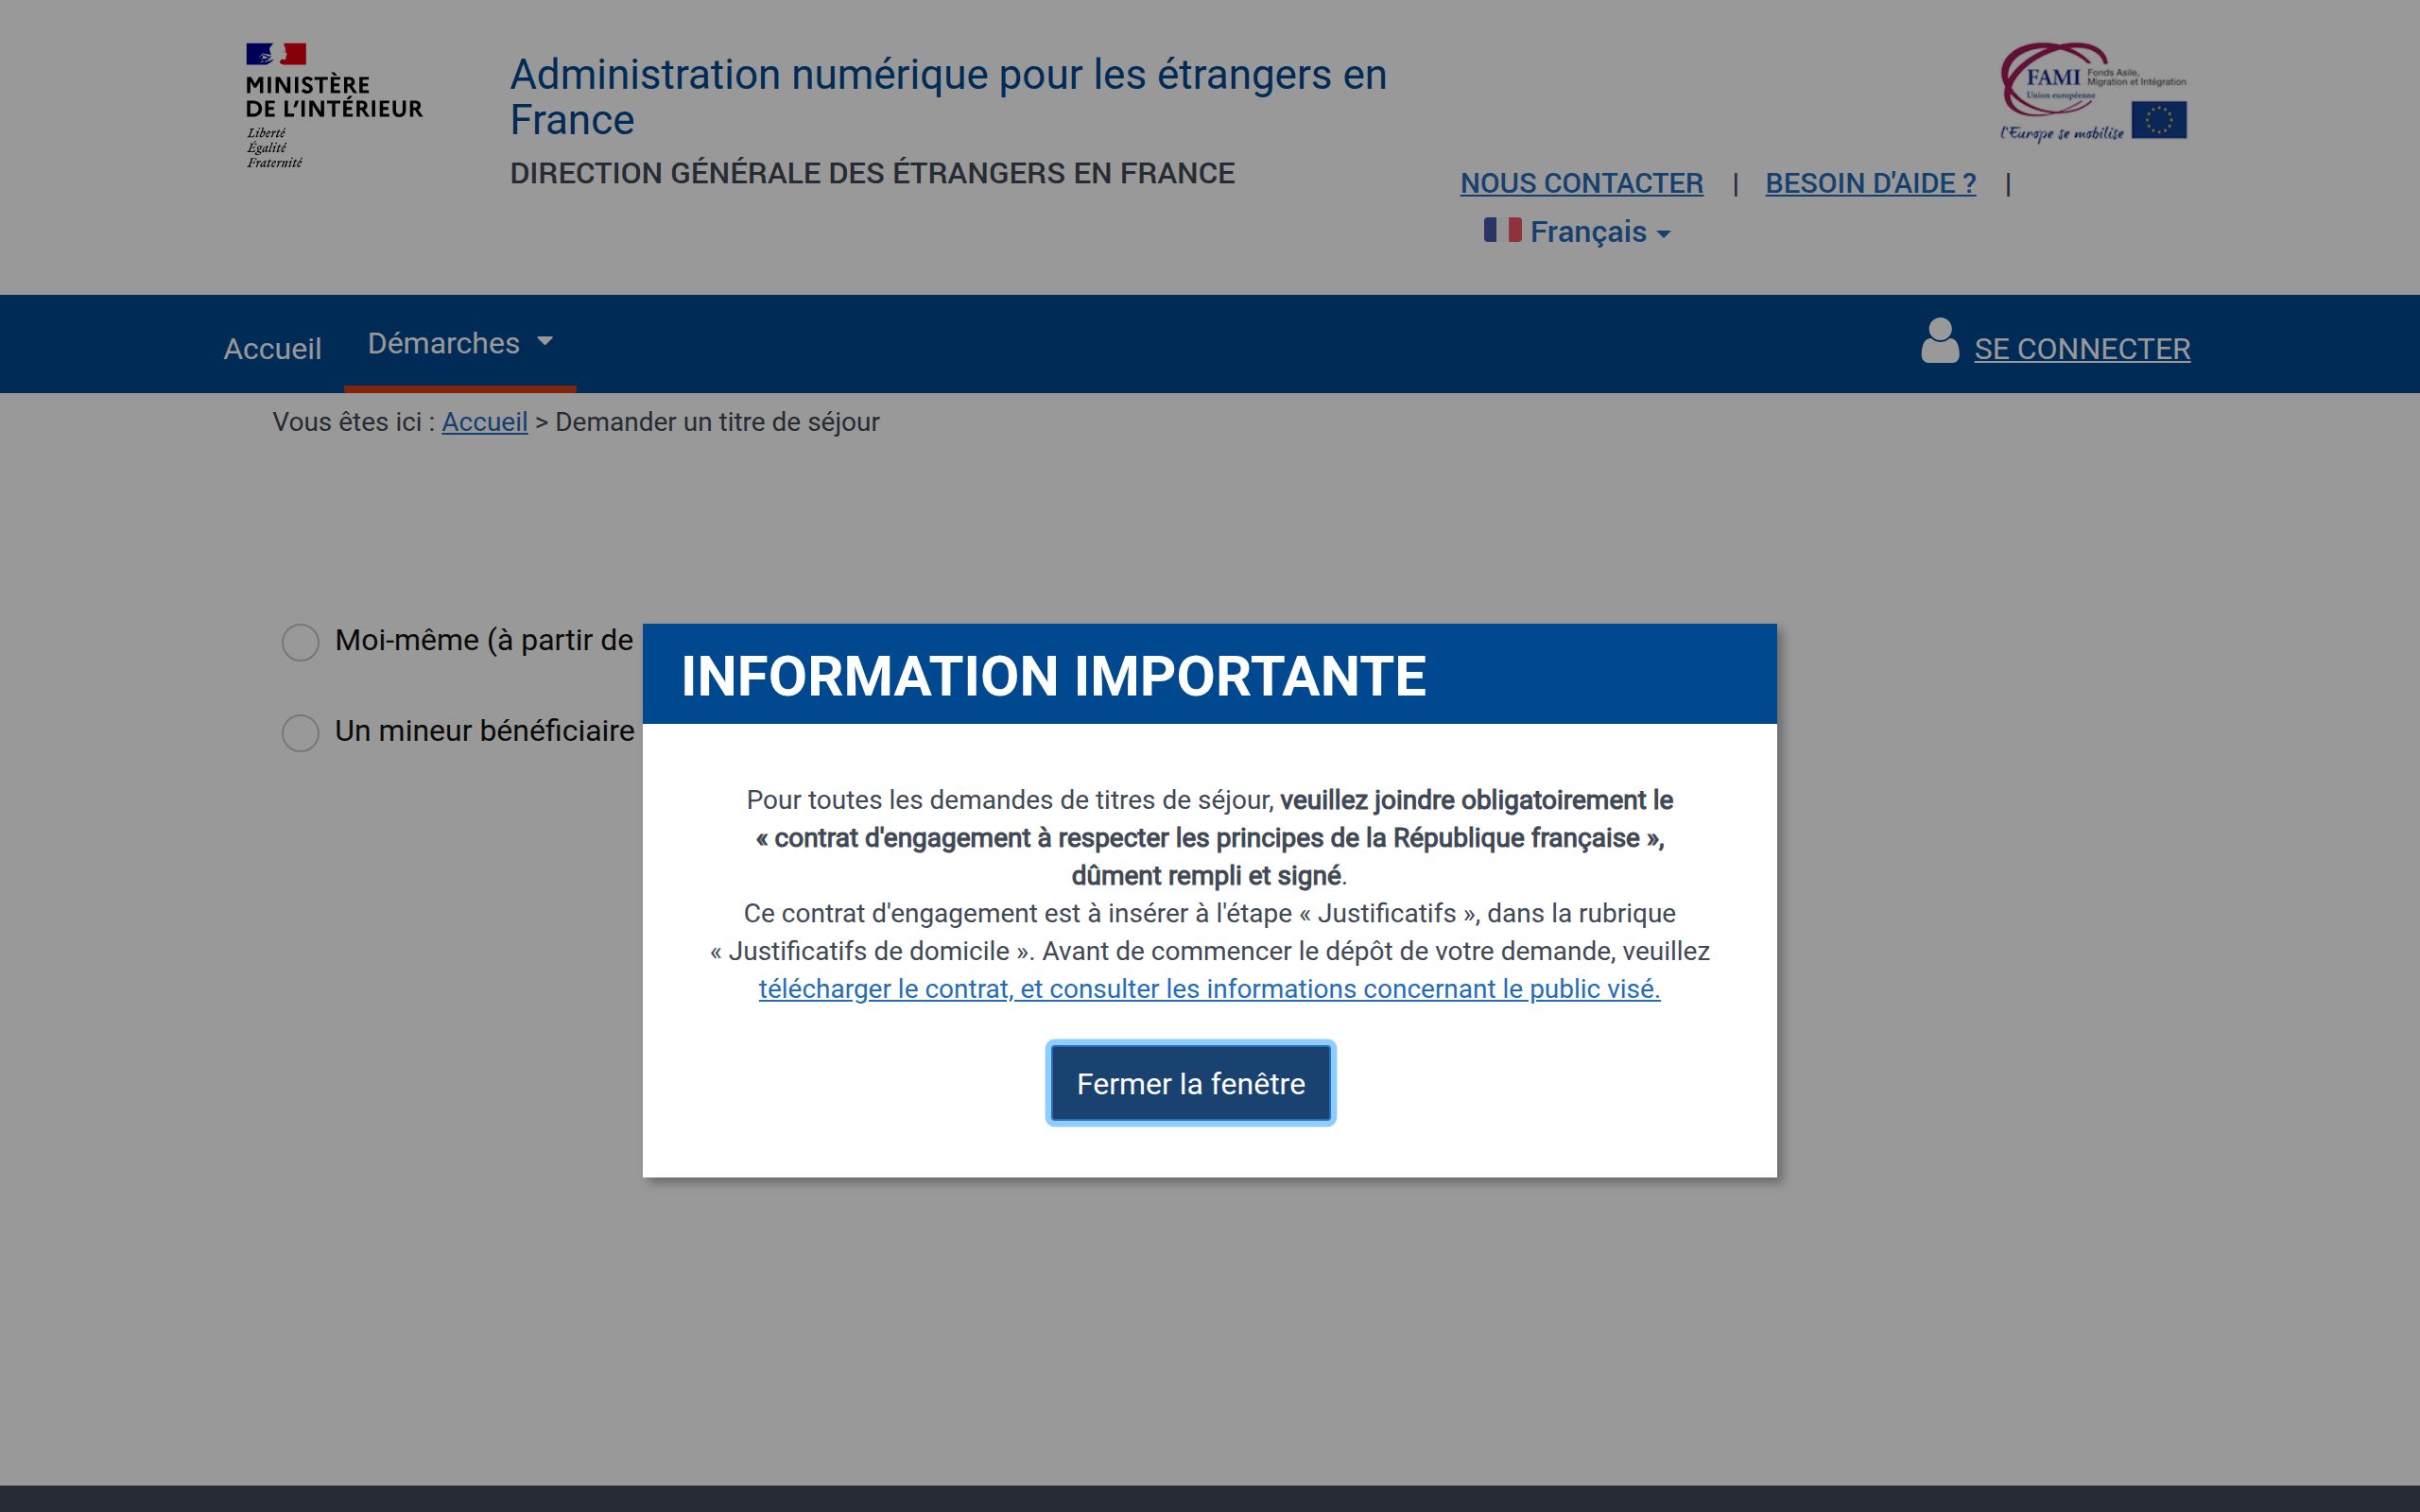 MINISTÈRE
DE L'INTÉRIEUR
Liberté
Égalité
Fraternité
Administration numérique pour les étrangers en
France
DIRECTION GÉNÉRALE DES ÉTRANGERS EN FRANCE
FAMI Fonds Asile,
Migration et Intégration
Union européenne
l'Europe se mobilise
NOUS CONTACTER | BESOIN D'AIDE ? |
Français
Accueil Démarches SE CONNECTER
Vous êtes ici : Accueil > Demander un titre de séjour
Moi-même (à partir de
Un mineur bénéficiaire
INFORMATION IMPORTANTE
Pour toutes les demandes de titres de séjour, veuillez joindre obligatoirement le
« contrat d'engagement à respecter les principes de la République française »,
dûment rempli et signé.
Ce contrat d'engagement est à insérer à l'étape « Justificatifs », dans la rubrique
« Justificatifs de domicile ». Avant de commencer le dépôt de votre demande, veuillez
télécharger le contrat, et consulter les informations concernant le public visé.
Fermer la fenêtre